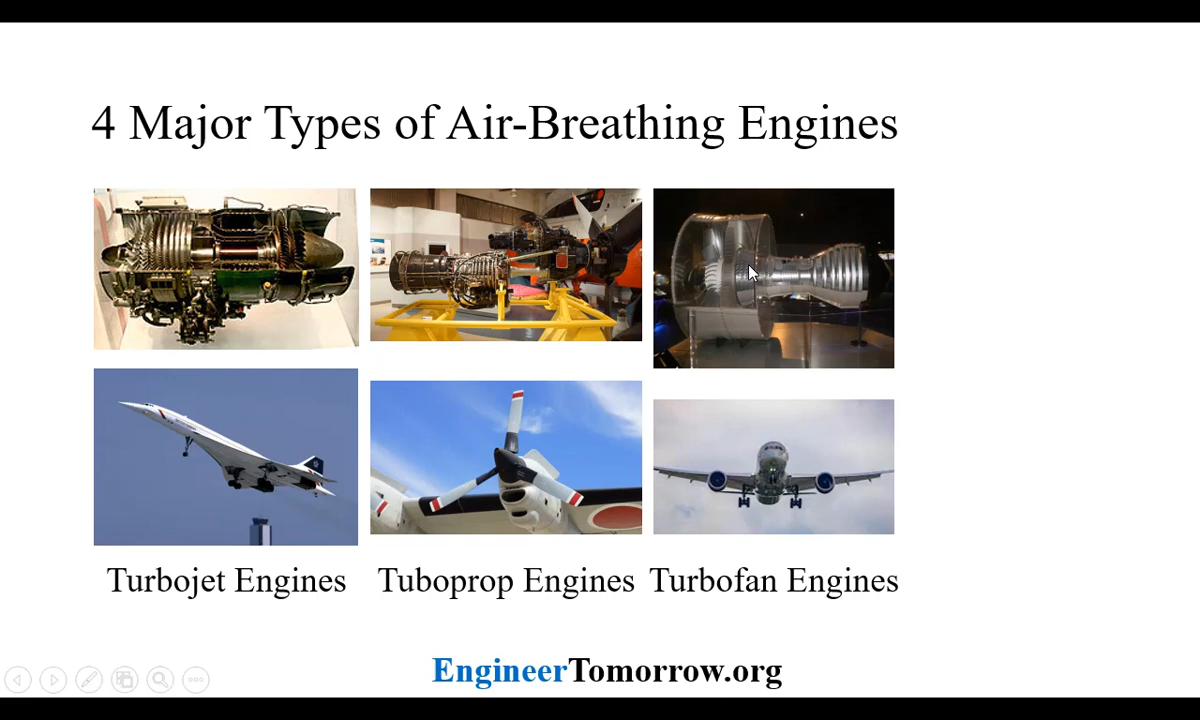 4 Major Types of Air-Breathing Engines
Turbojet Engines
Tuboprop Engines
Turbofan Engines
EngineerTomorrow.org